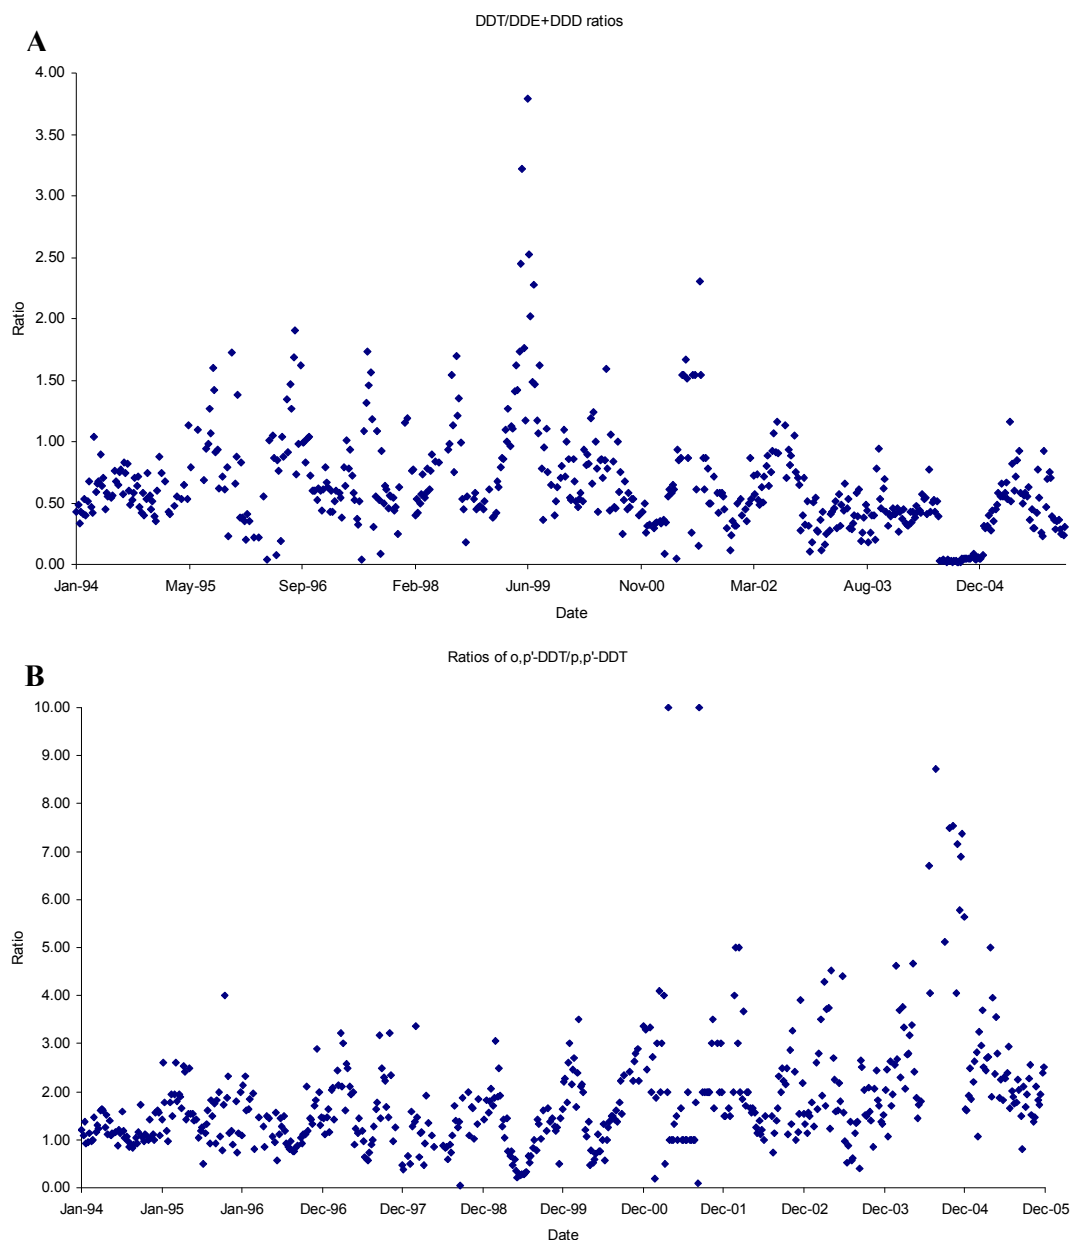 DDT/DDE+DDD ratios
A
4.00
3.50
3.00
2.50
2.00
1.50
1.00
0.50
0.00
Ratio
Jan-94 May-95 Sep-96 Feb-98 Jun-99 Nov-00 Mar-02 Aug-03 Dec-04
Date
Ratios of o,p'-DDT/p,p'-DDT
B
10.00
9.00
8.00
7.00
6.00
5.00
4.00
3.00
2.00
1.00
0.00
Ratio
Jan-94 Jan-95 Jan-96 Dec-96 Dec-97 Dec-98 Dec-99 Dec-00 Dec-01 Dec-02 Dec-03 Dec-04 Dec-05
Date